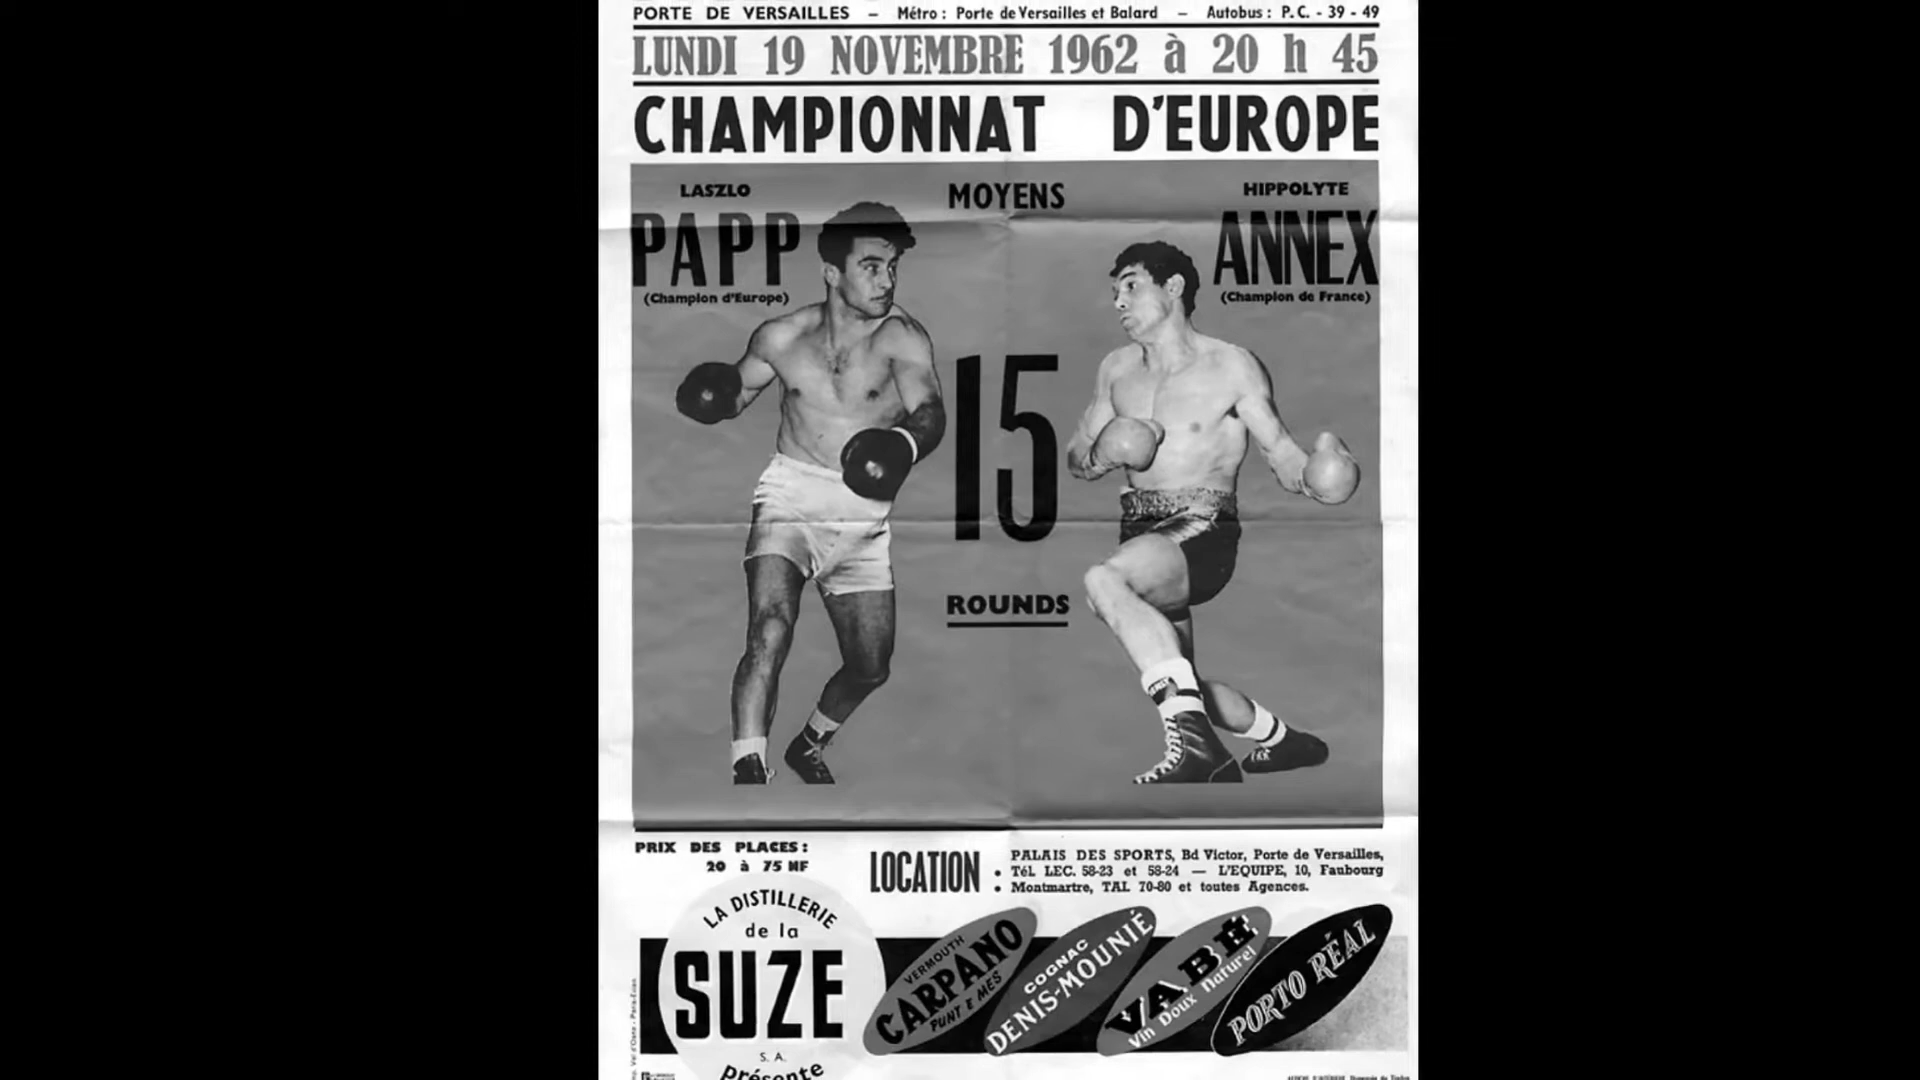 PORTE DE VERSAILLES — Métro : Porte de Versailles et Balard — Autobus : P.C. - 39 - 49
LUNDI 19 NOVEMBRE 1962 à 20 h 45
CHAMPIONNAT D'EUROPE
LASZLO
PAPP
(Champion d'Europe)
MOYENS
HIPPOLYTE
ANNEX
(Champion de France)
15
ROUNDS
PRIX DES PLACES :
20 à 75 NF
LOCATION
PALAIS DES SPORTS, Bd Victor, Porte de Versailles,
• TéL LEC. 58-23 et 58-24 — L'EQUIPE, 10, Faubourg
• Montmartre, TAL 70-80 et toutes Agences.
LA DISTILLERIE
de la
SUZE
S. A.
présente
VERMOUTH
CARPANO
PUNT E MES
COGNAC
DENIS-MOUNIÉ
VABÉ
Vin Doux Naturel
PORTO RÉAL